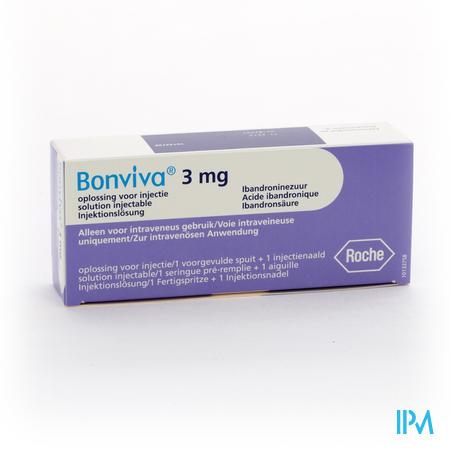 Bonviva® 3 mg
oplossing voor injectie
solution injectable
Injektionslösung
Ibandroninezuur
Acide ibandronique
Ibandronsäure
Alleen voor intraveneus gebruik/Voie intraveineuse
uniquement/Zur intravenösen Anwendung
oplossing voor injectie/1 voorgevulde spuit + 1 injectienaald
solution injectable/1 seringue pré-remplie + 1 aiguille
Injektionslösung/1 Fertigspritze + 1 Injektionsnadel
Roche
IPM